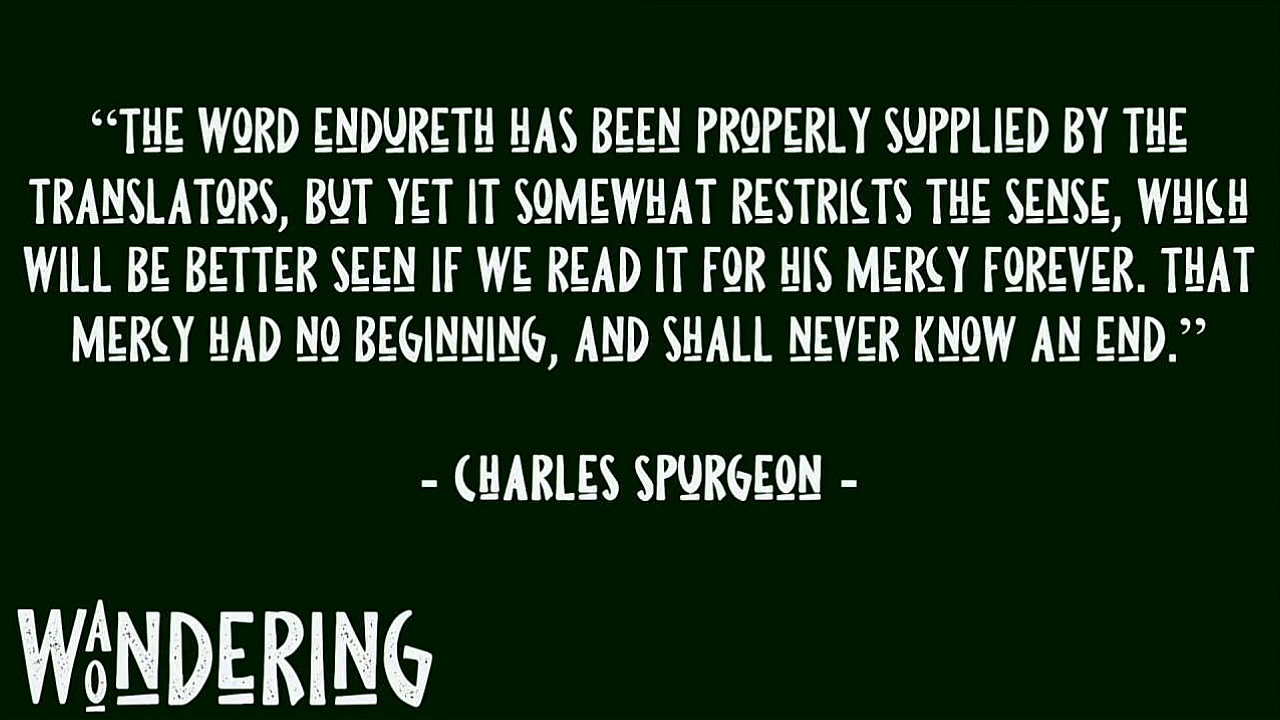 “THE WORD ENDURETH HAS BEEN PROPERLY SUPPLIED BY THE
TRANSLATORS, BUT YET IT SOMEWHAT RESTRICTS THE SENSE, WHICH
WILL BE BETTER SEEN IF WE READ IT FOR HIS MERCY FOREVER. THAT
MERCY HAD NO BEGINNING, AND SHALL NEVER KNOW AN END.”
- CHARLES SPURGEON -
WAONDERING